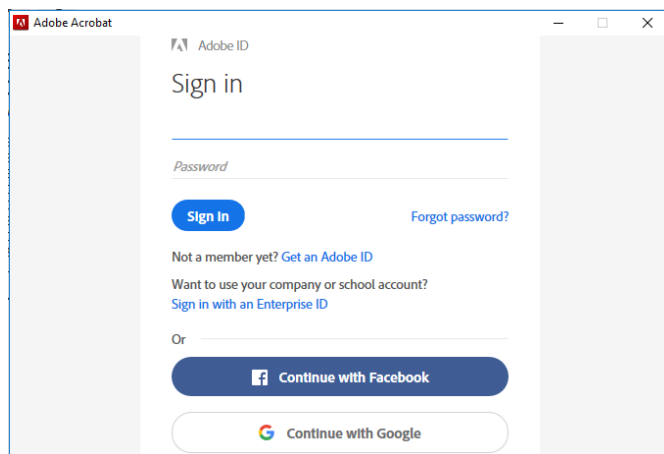 Adobe Acrobat
Adobe ID
Sign in
Password
Sign in
Forgot password?
Not a member yet? Get an Adobe ID
Want to use your company or school account?
Sign in with an Enterprise ID
Or
Continue with Facebook
Continue with Google